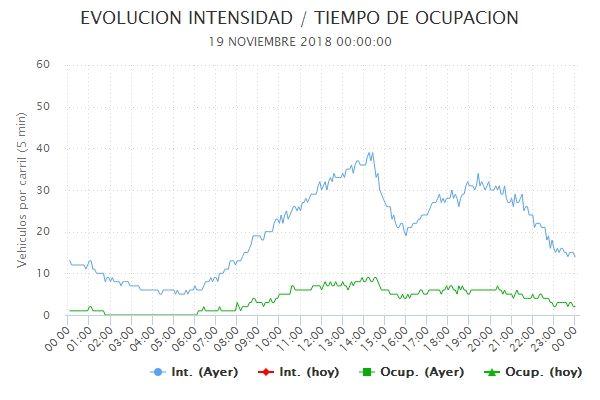 EVOLUCION INTENSIDAD / TIEMPO DE OCUPACION
19 NOVIEMBRE 2018 00:00:00
Vehiculos por carril (5 min)
60
50
40
30
20
10
0
00:00 01:00 02:00 03:00 04:00 05:00 06:00 07:00 08:00 09:00 10:00 11:00 12:00 13:00 14:00 15:00 16:00 17:00 18:00 19:00 20:00 21:00 22:00 23:00 00:00
Int. (Ayer) Int. (hoy) Ocup. (Ayer) Ocup. (hoy)